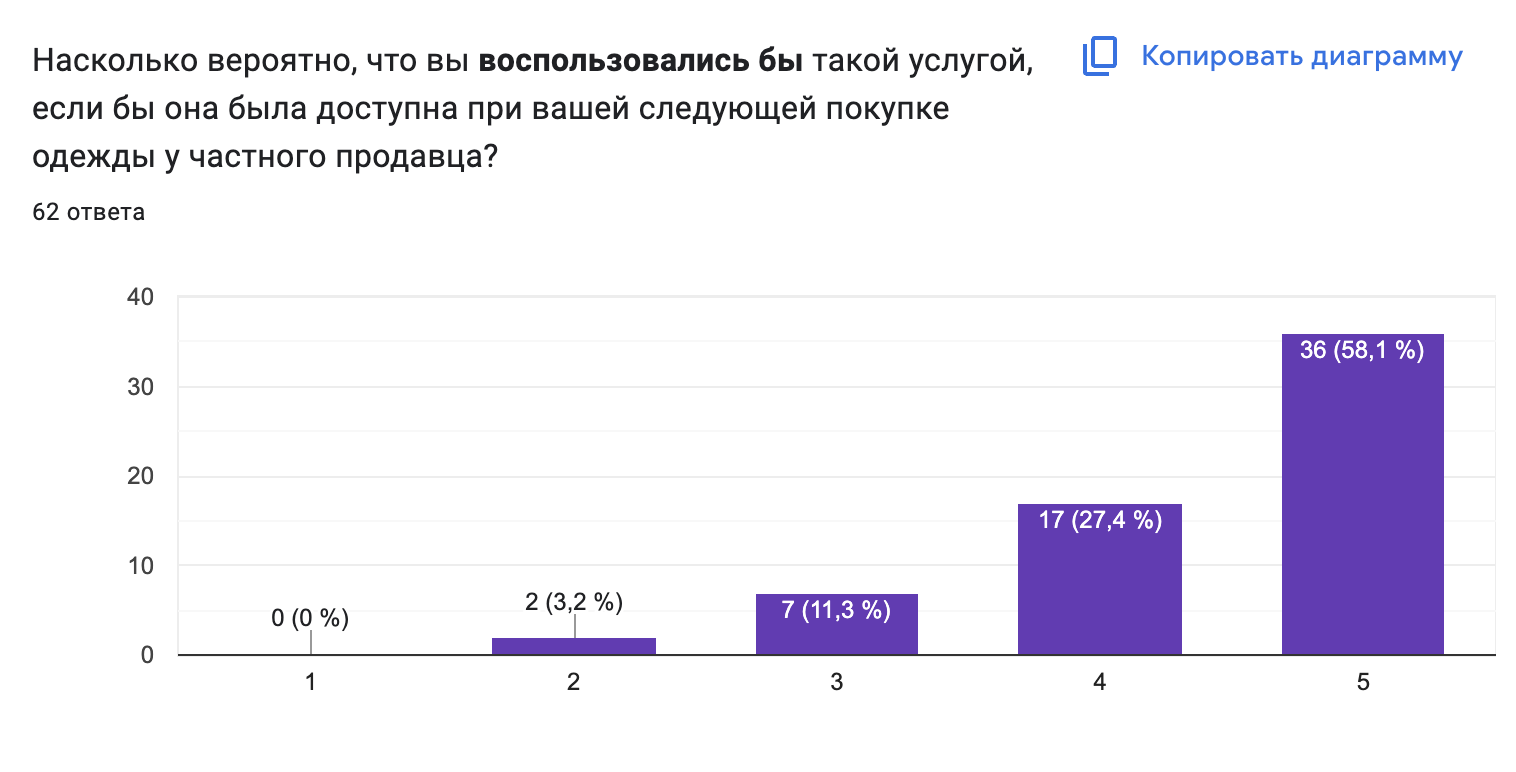 Насколько вероятно, что вы воспользовались бы такой услугой,
если бы она была доступна при вашей следующей покупке
одежды у частного продавца?
Копировать диаграмму
62 ответа
40
30
20
10
0
0 (0 %)
2 (3,2 %)
7 (11,3 %)
17 (27,4 %)
36 (58,1 %)
1
2
3
4
5